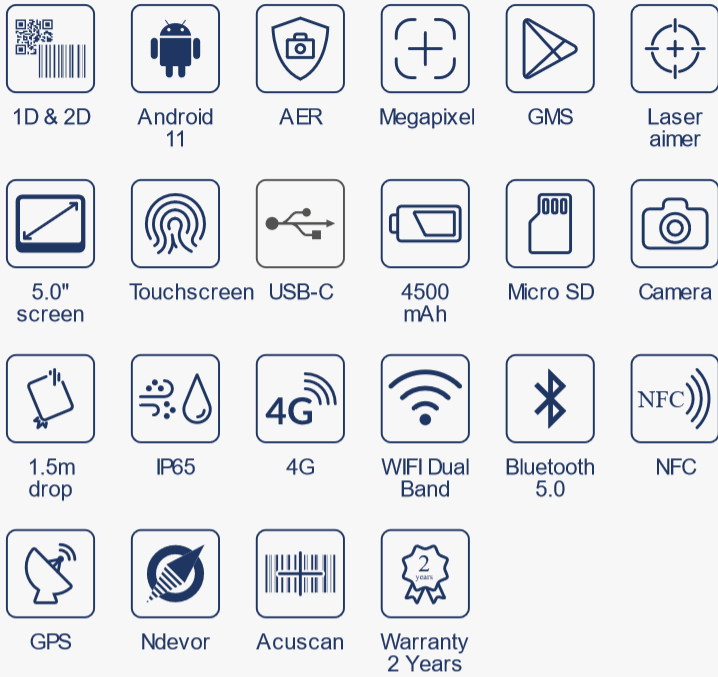 1D & 2D
Android
11
AER
Megapixel
GMS
Laser
aimer
5.0"
screen
Touchscreen
USB-C
4500
mAh
Micro SD
Camera
4G
NFC
1.5m
drop
IP65
4G
WIFI Dual
Band
Bluetooth
5.0
NFC
2
years
GPS
Ndevor
Acuscan
Warranty
2 Years